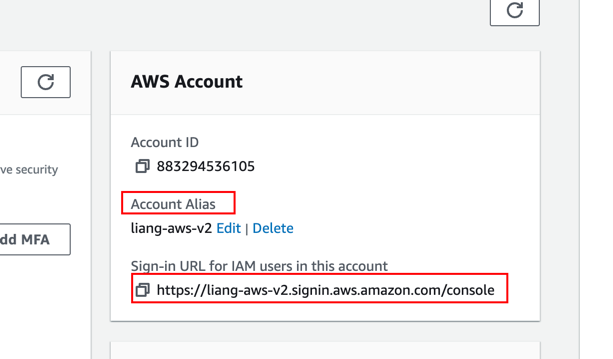 AWS Account
Account ID
883294536105
ve security
Account Alias
dd MFA
liang-aws-v2 Edit | Delete
Sign-in URL for IAM users in this account
https://liang-aws-v2.signin.aws.amazon.com/console